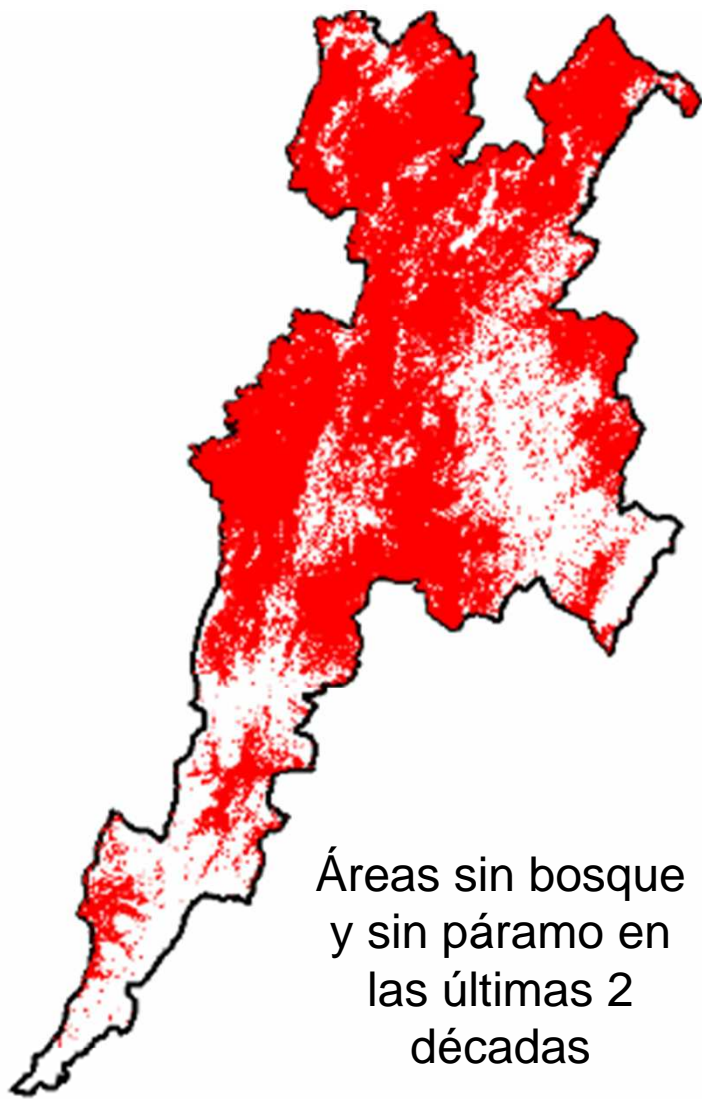 Áreas sin bosque
y sin páramo en
las últimas 2
décadas